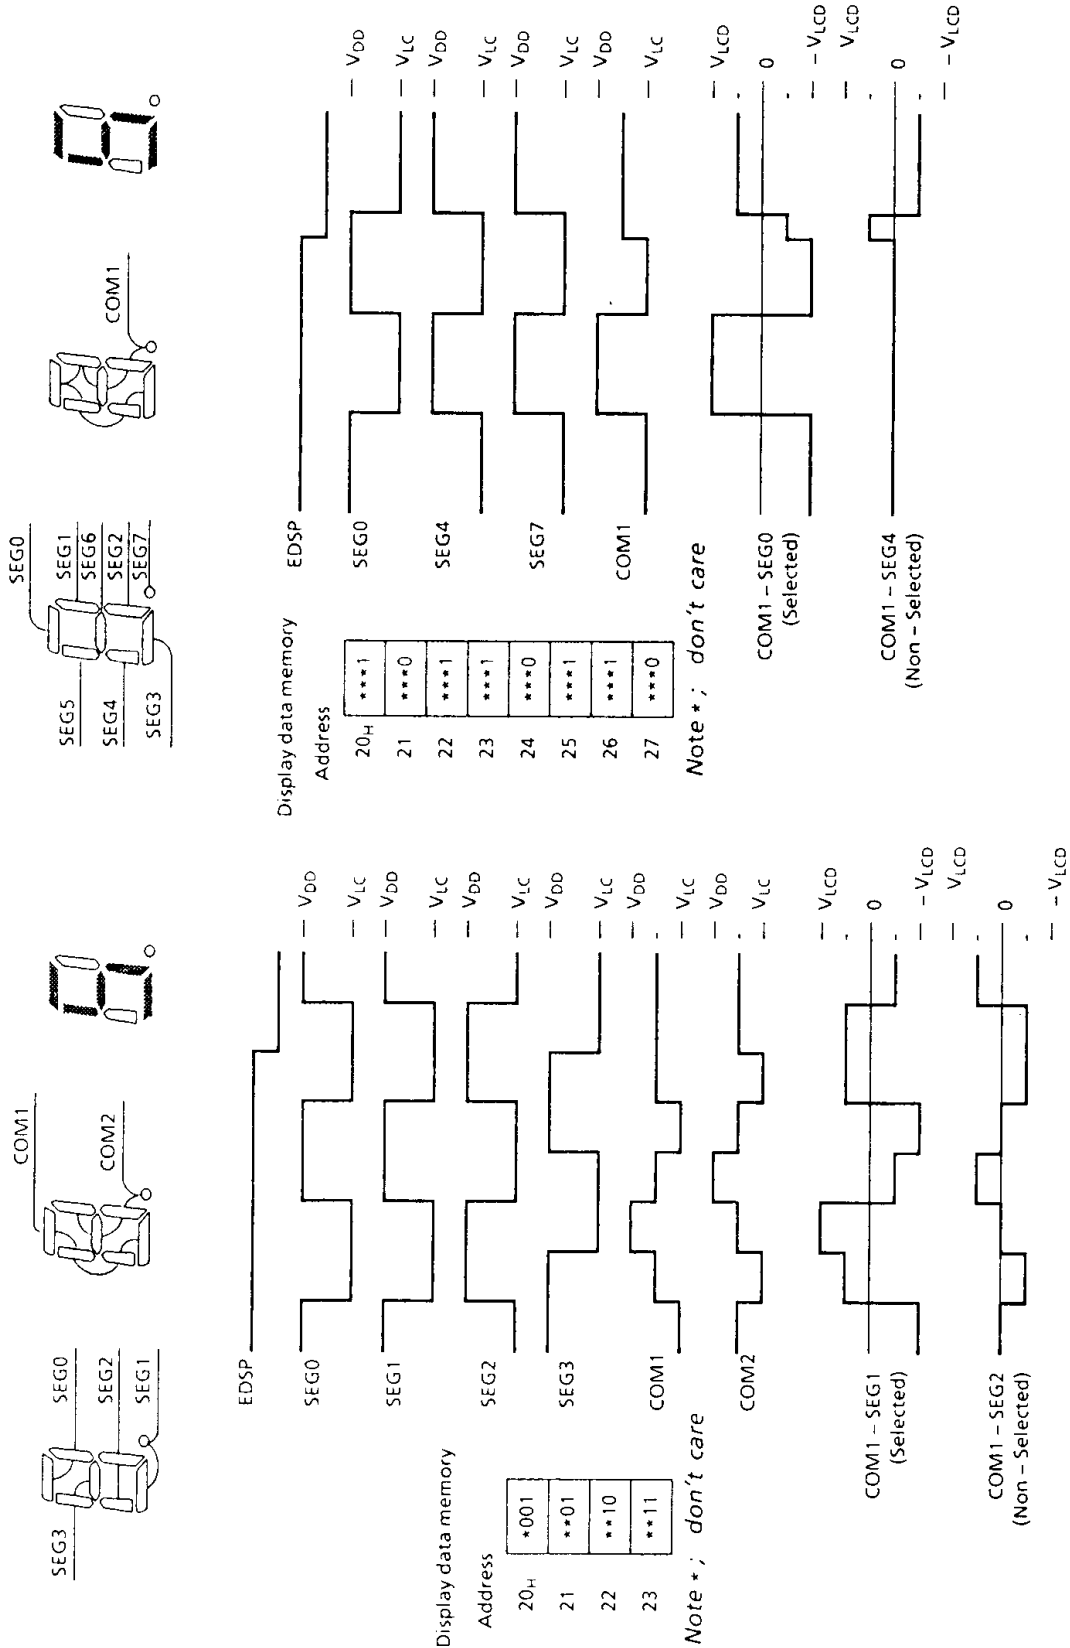 SEG3
SEG0
SEG2
SEG1
COM1
COM2
EDSP
SEG0
VDD
VLC
SEG1
VDD
VLC
SEG2
VDD
VLC
SEG3
VDD
VLC
COM1
VDD
VLC
COM2
VDD
VLC
Display data memory
Address
20H *001
21 **01
22 **10
23 **11
Note *; don't care
COM1 – SEG1
(Selected)
VLCD
0
– VLCD
COM1 – SEG2
(Non – Selected)
VLCD
0
– VLCD
SEG5
SEG4
SEG3
SEG0
SEG1
SEG6
SEG2
SEG7
COM1
EDSP
SEG0
VDD
VLC
SEG4
VDD
VLC
SEG7
VDD
VLC
COM1
VDD
VLC
Display data memory
Address
20H ***1
21 ***0
22 ***1
23 ***1
24 ***0
25 ***1
26 ***1
27 ***0
Note *; don't care
COM1 – SEG0
(Selected)
VLCD
0
– VLCD
COM1 – SEG4
(Non – Selected)
VLCD
0
– VLCD